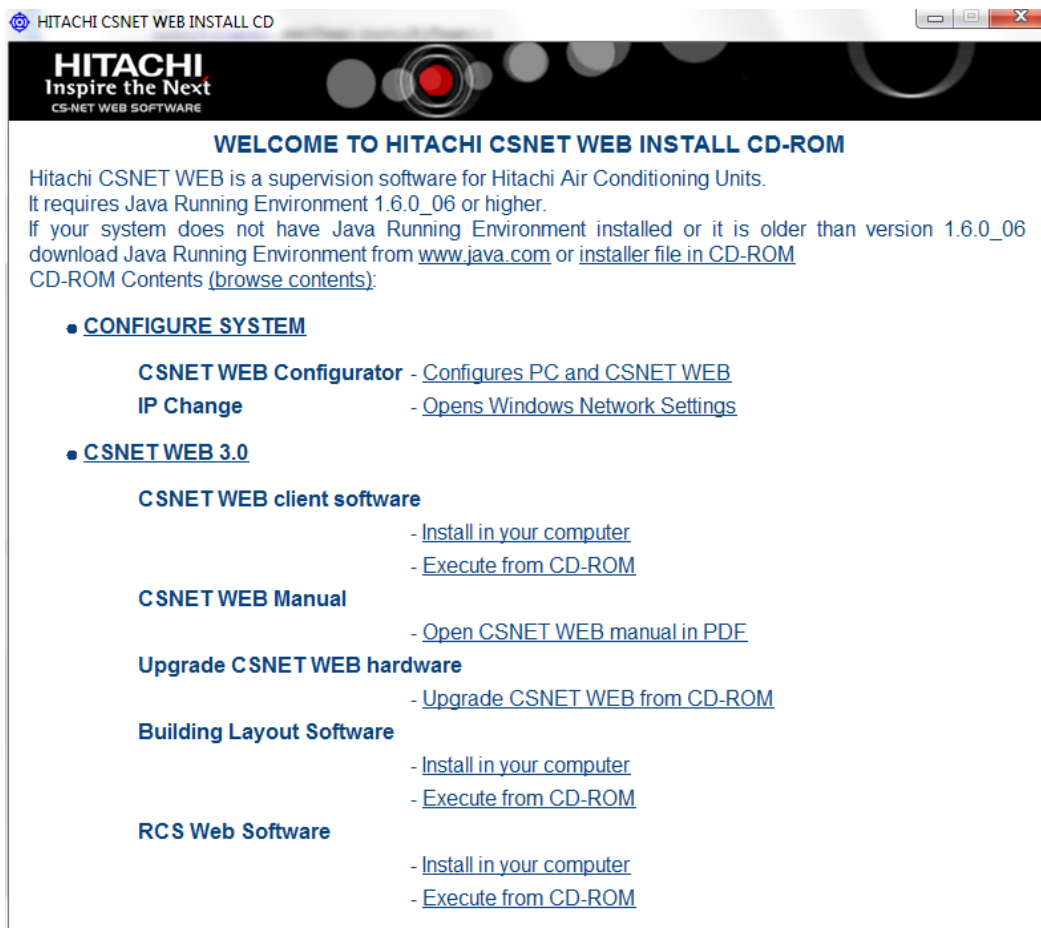 HITACHI CSNET WEB INSTALL CD
HITACHI
Inspire the Next
CS-NET WEB SOFTWARE
WELCOME TO HITACHI CSNET WEB INSTALL CD-ROM
Hitachi CSNET WEB is a supervision software for Hitachi Air Conditioning Units.
It requires Java Running Environment 1.6.0_06 or higher.
If your system does not have Java Running Environment installed or it is older than version 1.6.0_06
download Java Running Environment from www.java.com or installer file in CD-ROM
CD-ROM Contents (browse contents):
• CONFIGURE SYSTEM
CSNET WEB Configurator - Configures PC and CSNET WEB
IP Change - Opens Windows Network Settings
• CSNET WEB 3.0
CSNET WEB client software
- Install in your computer
- Execute from CD-ROM
CSNET WEB Manual
- Open CSNET WEB manual in PDF
Upgrade CSNET WEB hardware
- Upgrade CSNET WEB from CD-ROM
Building Layout Software
- Install in your computer
- Execute from CD-ROM
RCS Web Software
- Install in your computer
- Execute from CD-ROM